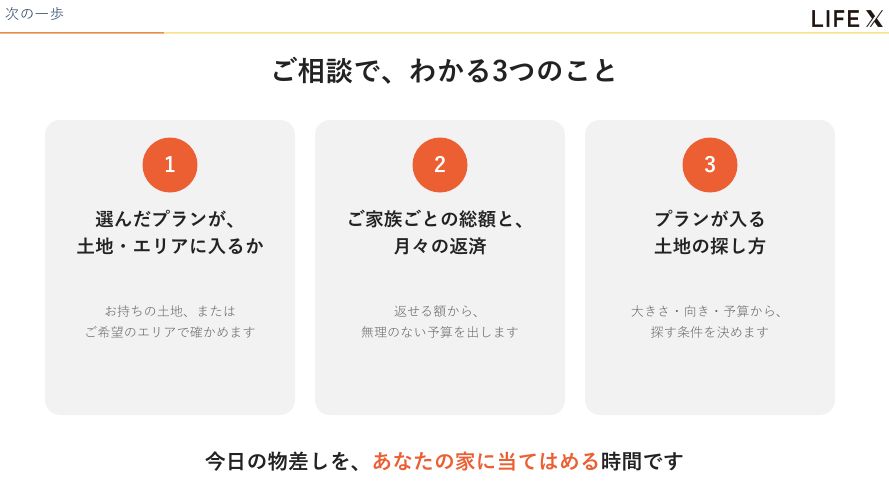 次の一歩
LIFE X
ご相談で、わかる3つのこと
1
選んだプランが、
土地・エリアに入るか
お持ちの土地、または
ご希望のエリアで確かめます
2
ご家族ごとの総額と、
月々の返済
返せる額から、
無理のない予算を出します
3
プランが入る
土地の探し方
大きさ・向き・予算から、
探す条件を決めます
今日の物差しを、あなたの家に当てはめる時間です